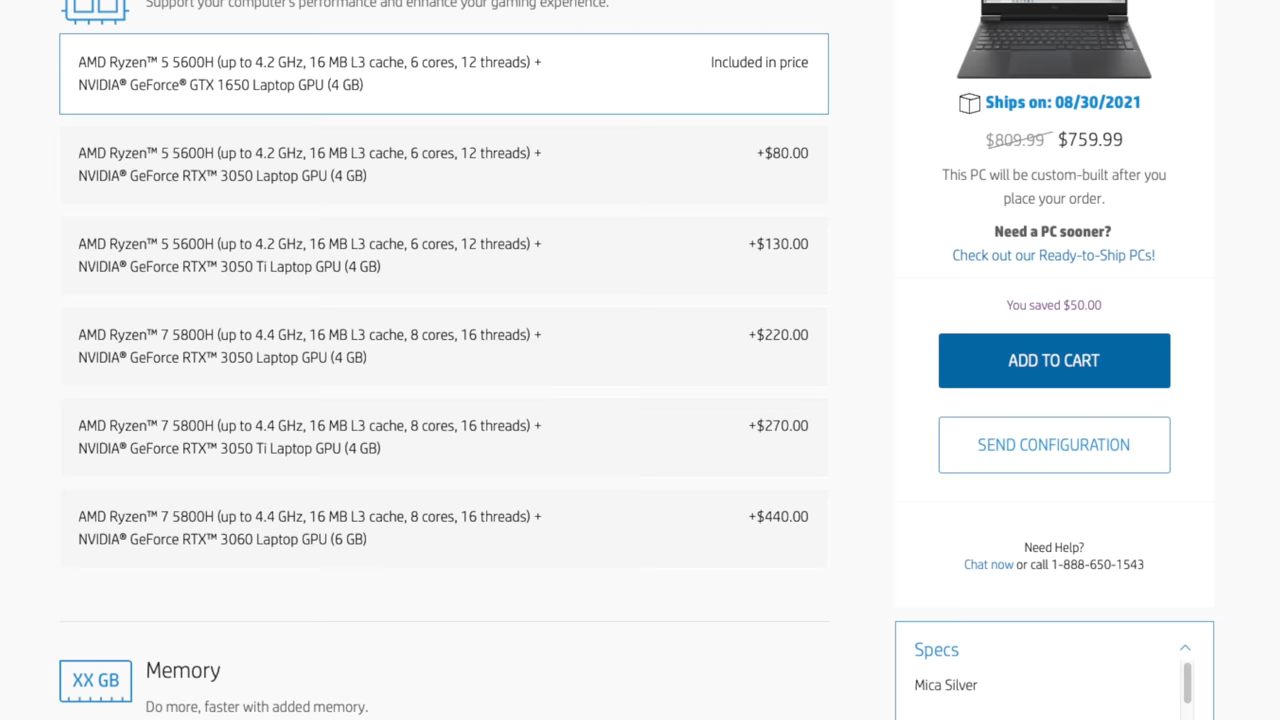 Support your computer's performance and enhance your gaming experience.
AMD Ryzen™ 5 5600H (up to 4.2 GHz, 16 MB L3 cache, 6 cores, 12 threads) +
NVIDIA® GeForce® GTX 1650 Laptop GPU (4 GB)
Included in price
AMD Ryzen™ 5 5600H (up to 4.2 GHz, 16 MB L3 cache, 6 cores, 12 threads) +
NVIDIA® GeForce RTX™ 3050 Laptop GPU (4 GB)
+$80.00
AMD Ryzen™ 5 5600H (up to 4.2 GHz, 16 MB L3 cache, 6 cores, 12 threads) +
NVIDIA® GeForce RTX™ 3050 Ti Laptop GPU (4 GB)
+$130.00
AMD Ryzen™ 7 5800H (up to 4.4 GHz, 16 MB L3 cache, 8 cores, 16 threads) +
NVIDIA® GeForce RTX™ 3050 Laptop GPU (4 GB)
+$220.00
AMD Ryzen™ 7 5800H (up to 4.4 GHz, 16 MB L3 cache, 8 cores, 16 threads) +
NVIDIA® GeForce RTX™ 3050 Ti Laptop GPU (4 GB)
+$270.00
AMD Ryzen™ 7 5800H (up to 4.4 GHz, 16 MB L3 cache, 8 cores, 16 threads) +
NVIDIA® GeForce RTX™ 3060 Laptop GPU (6 GB)
+$440.00
XX GB
Memory
Do more, faster with added memory.
Ships on: 08/30/2021
$809.99 $759.99
This PC will be custom-built after you
place your order.
Need a PC sooner?
Check out our Ready-to-Ship PCs!
You saved $50.00
ADD TO CART
SEND CONFIGURATION
Need Help?
Chat now or call 1-888-650-1543
Specs
Mica Silver